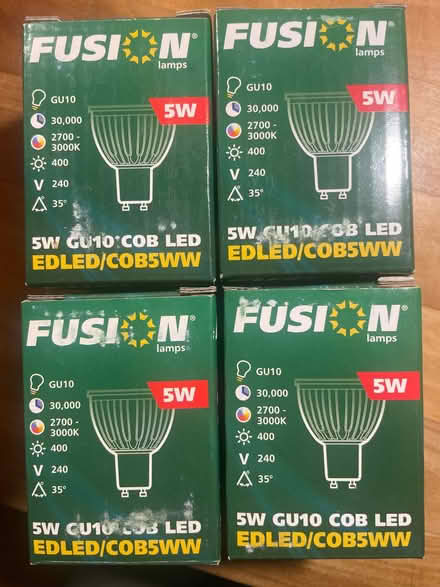 FUSION®
lamps
GU10
5W
30,000
2700 -
3000K
400
V 240
35°
5W GU10 COB LED
EDLED/COB5WW
FUSION®
lamps
GU10
5W
30,000
2700 -
3000K
400
V 240
35°
5W GU10 COB LED
EDLED/COB5WW
FUSION®
lamps
GU10
5W
30,000
2700 -
3000K
400
V 240
35°
5W GU10 COB LED
EDLED/COB5WW
FUSION®
lamps
GU10
5W
30,000
2700 -
3000K
400
V 240
35°
5W GU10 COB LED
EDLED/COB5WW